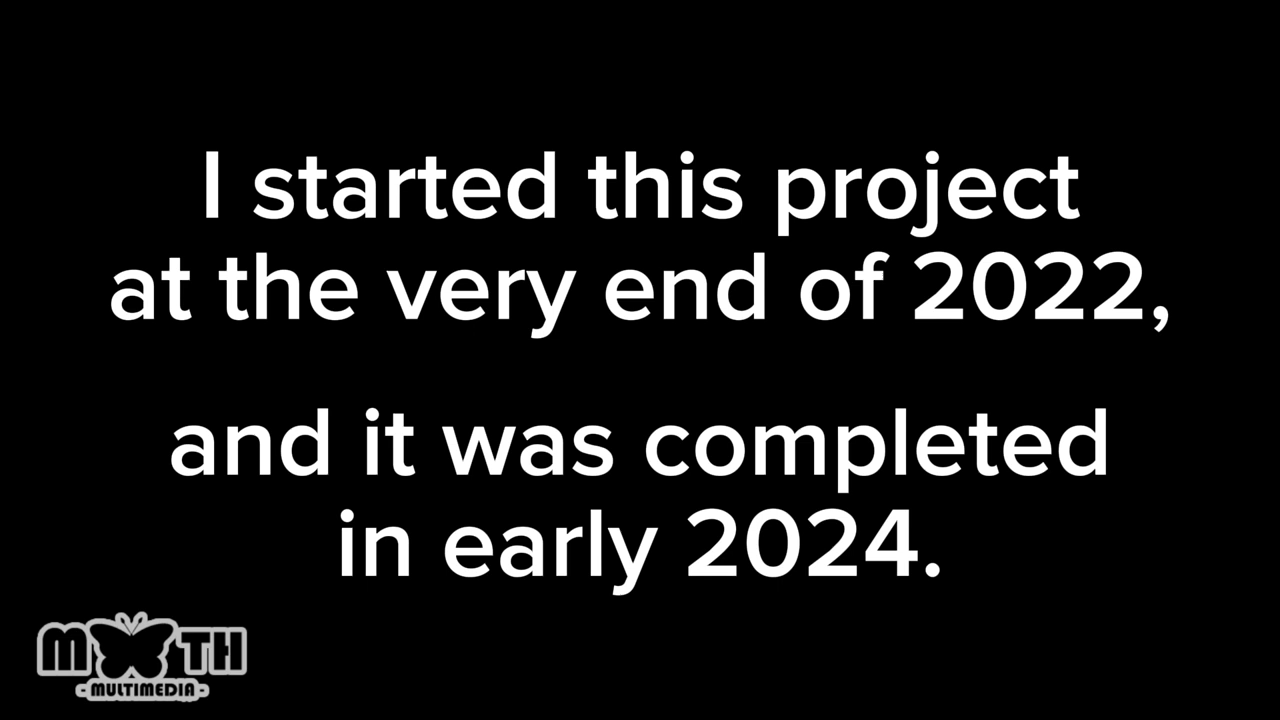 I started this project
at the very end of 2022,
and it was completed
in early 2024.
MOTH
-MULTIMEDIA-